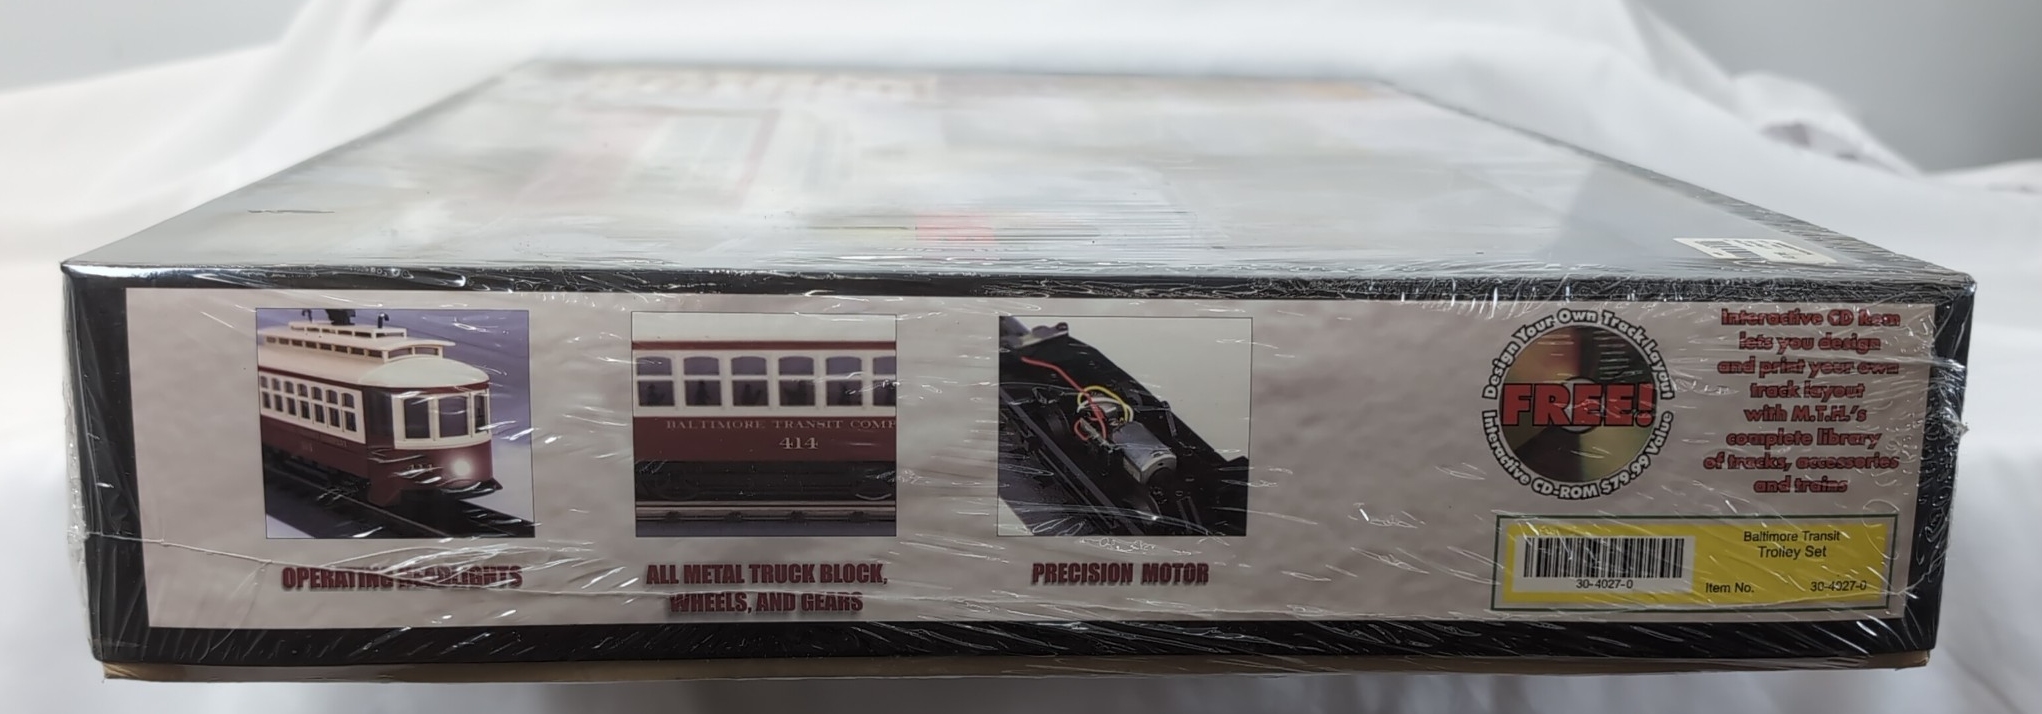 BALTIMORE TRANSIT COMP
414
OPERATING HEADLIGHTS
ALL METAL TRUCK BLOCK,
WHEELS, AND GEARS
PRECISION MOTOR
Design Your Own Track Layout
FREE!
Interactive CD-ROM $79.99 Value
Interactive CD Rom
lets you design
and print your own
track layout
with M.T.H.'s
complete library
of tracks, accessories
and trains
Baltimore Transit
Trolley Set
30-4027-0
Item No. 30-4027-0